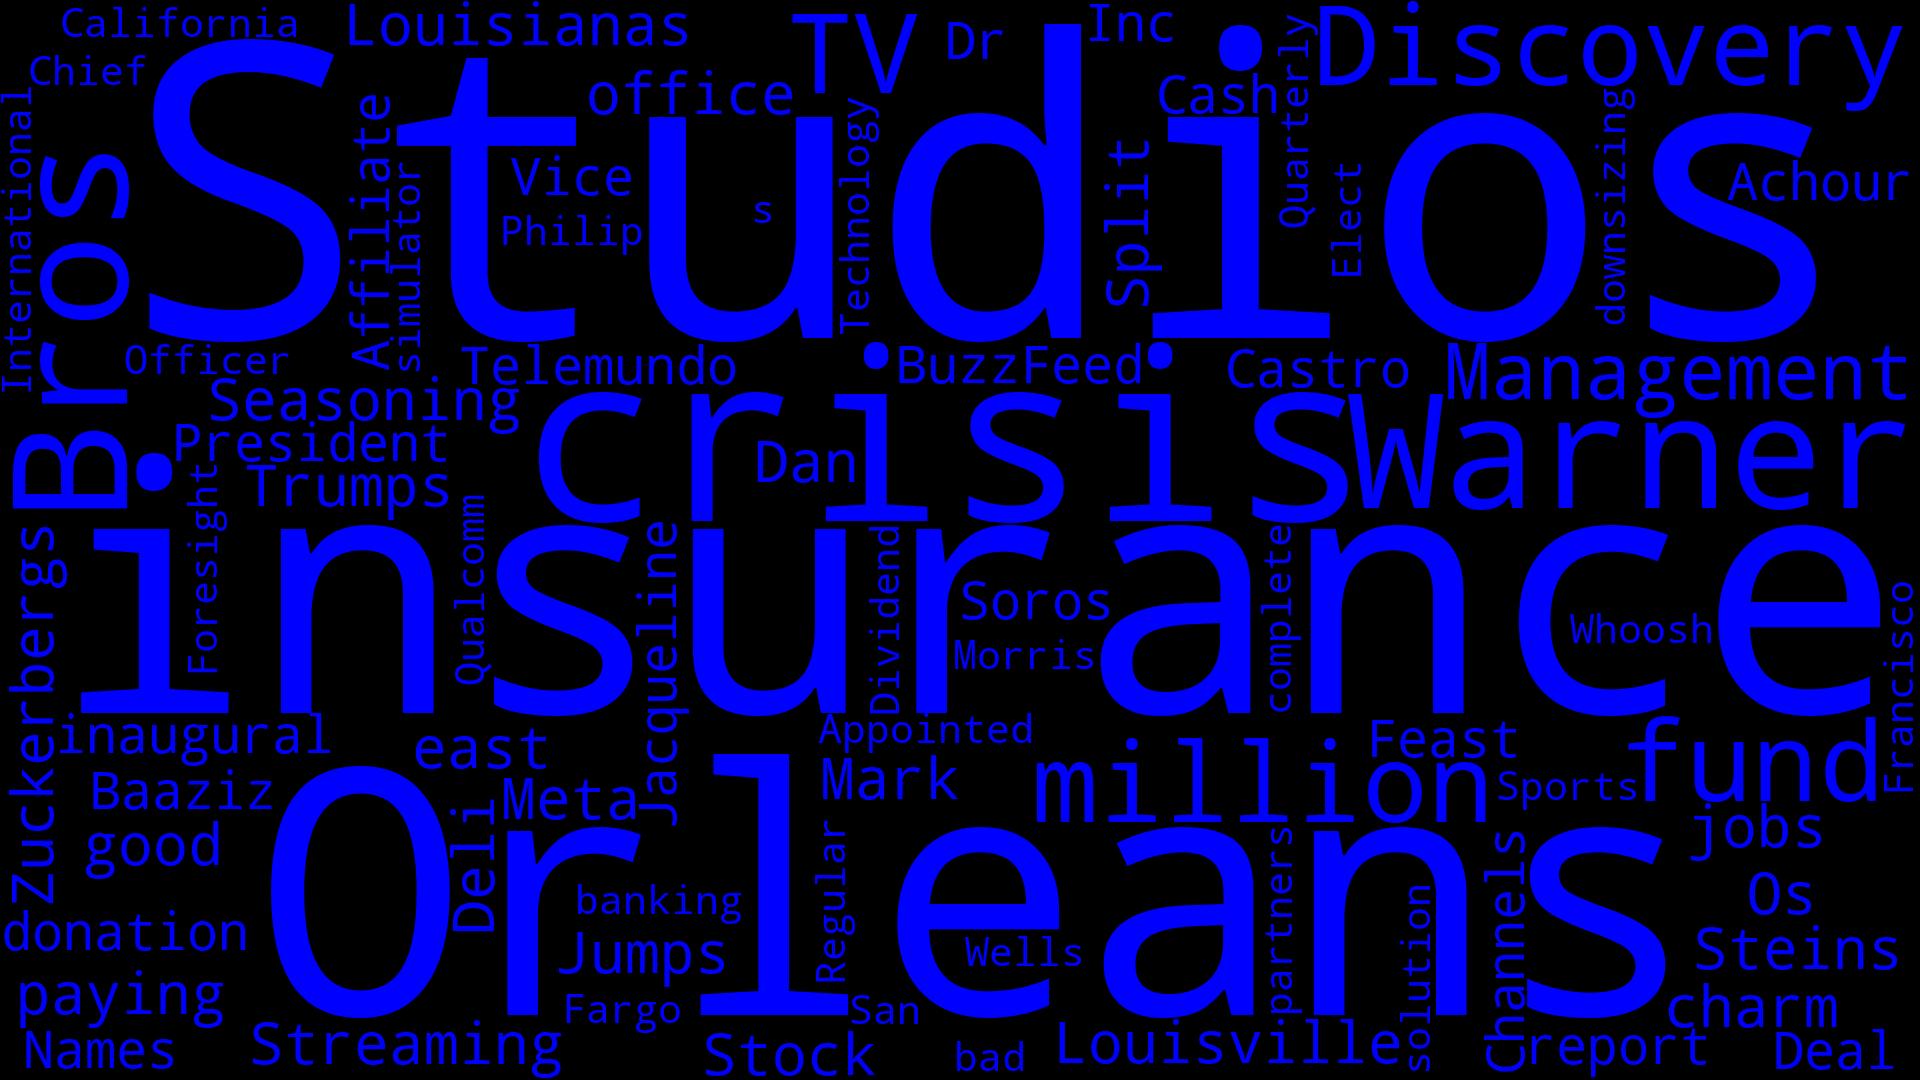 California
Louisianas
TV
Dr
Inc
Discovery
Chief
office
Cash
Quarterly
International
Bros
Studios
Affiliate
simulator
Vice
Philip
s
Technology
Split
Elect
downsizing
Achour
Officer
Telemundo
BuzzFeed
Castro
Management
Seasoning
crisis
Warner
President
Dan
Trumps
Foresight
Qualcomm
insurance
Zuckerbergs
Jacqueline
Dividend
Soros
Morris
complete
Whoosh
Francisco
inaugural
east
Appointed
Feast
fund
Baaziz
Meta
Mark
million
Sports
good
Deli
Orleans
jobs
banking
Regular
partners
solution
Channels
Os
donation
Jumps
Wells
Steins
paying
Fargo
San
charm
Names
Streaming
Stock
bad
Louisville
report
Deal